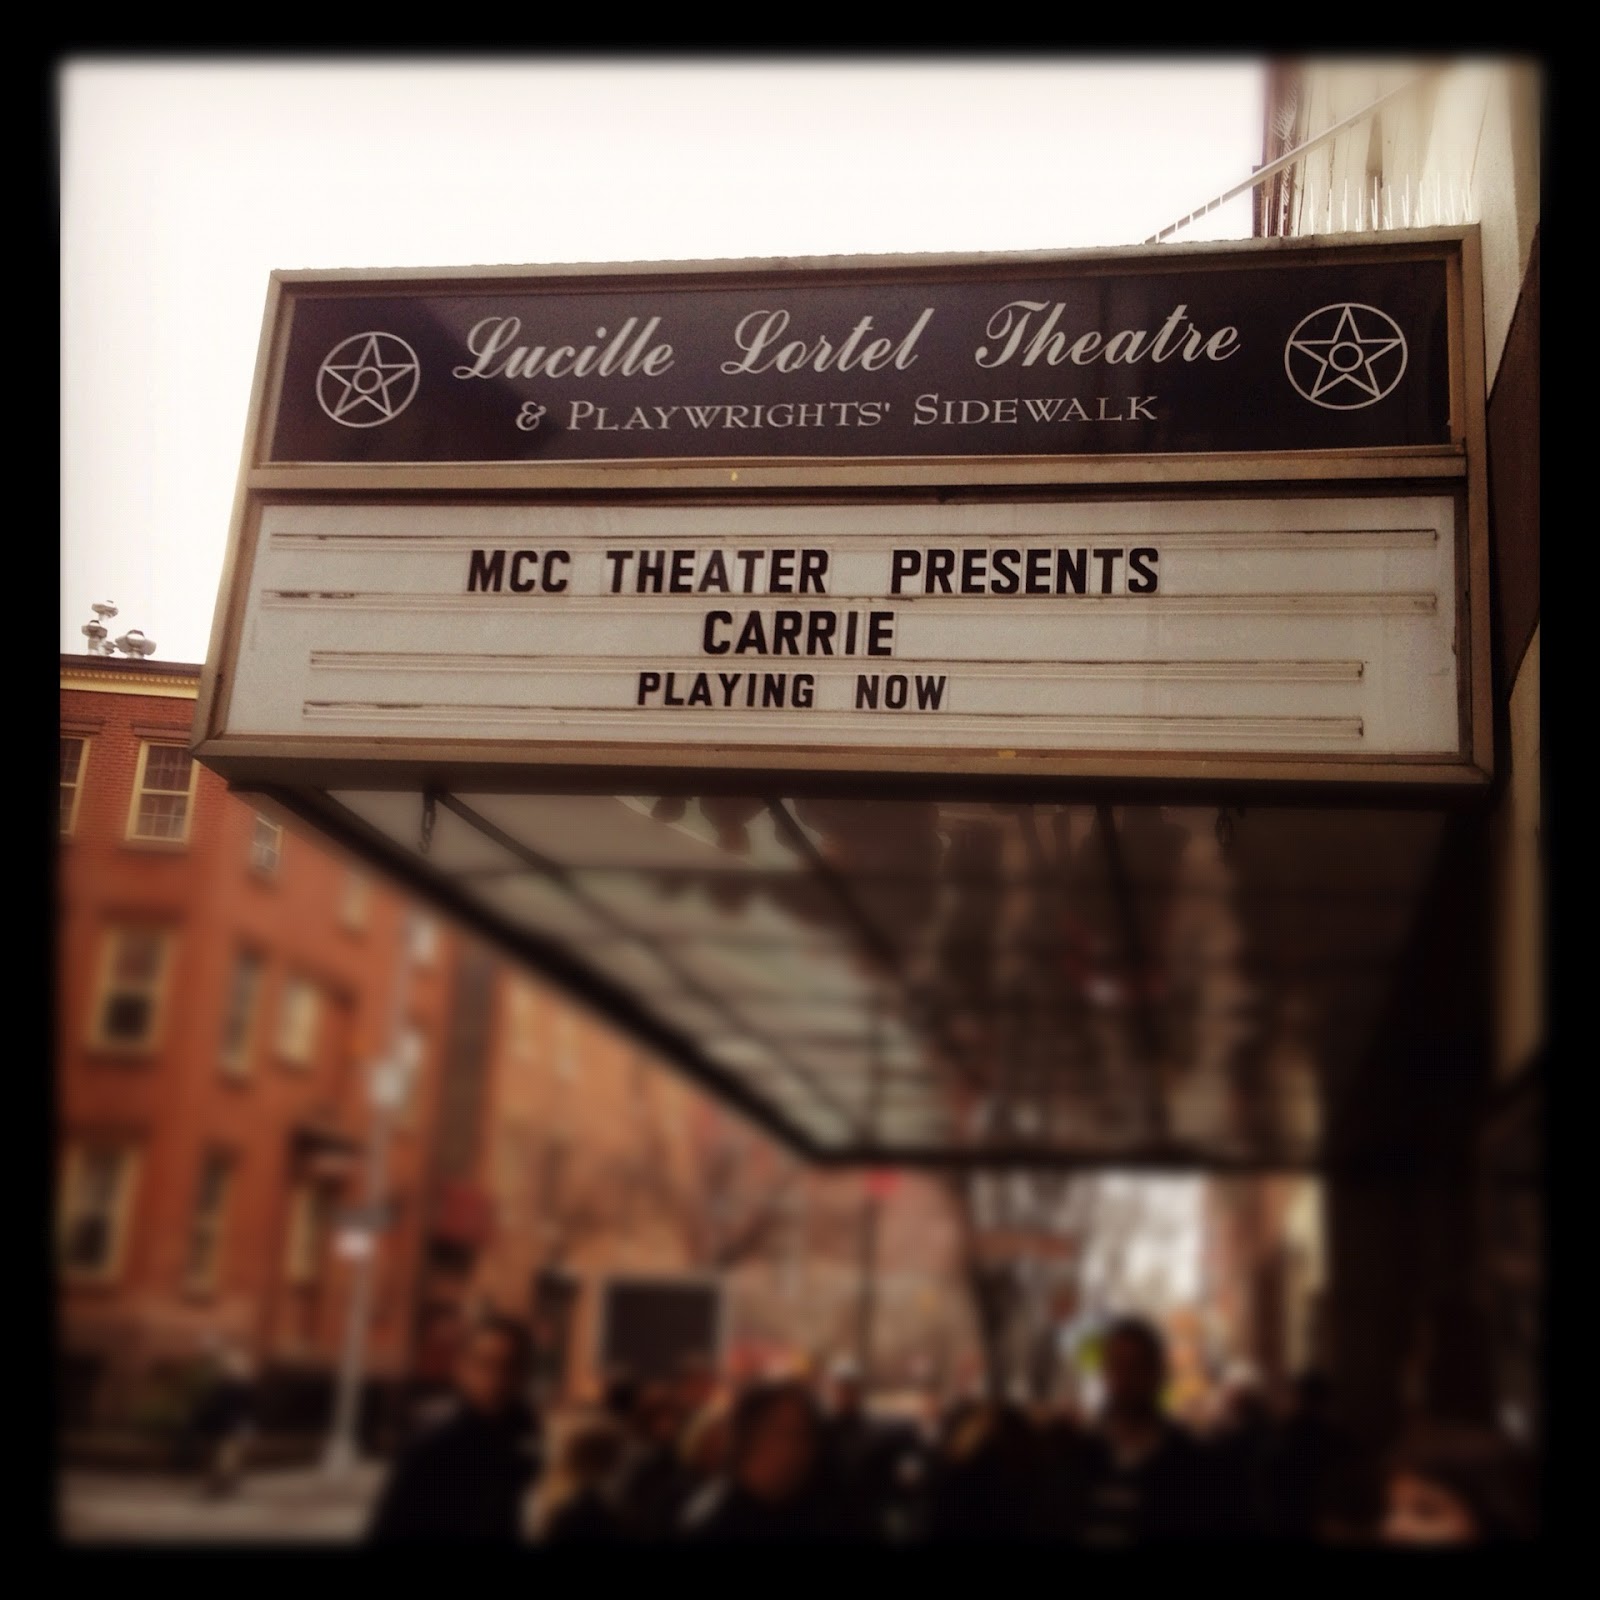 Lucille Lortel Theatre
& PLAYWRIGHTS' SIDEWALK
MCC THEATER PRESENTS
CARRIE
PLAYING NOW